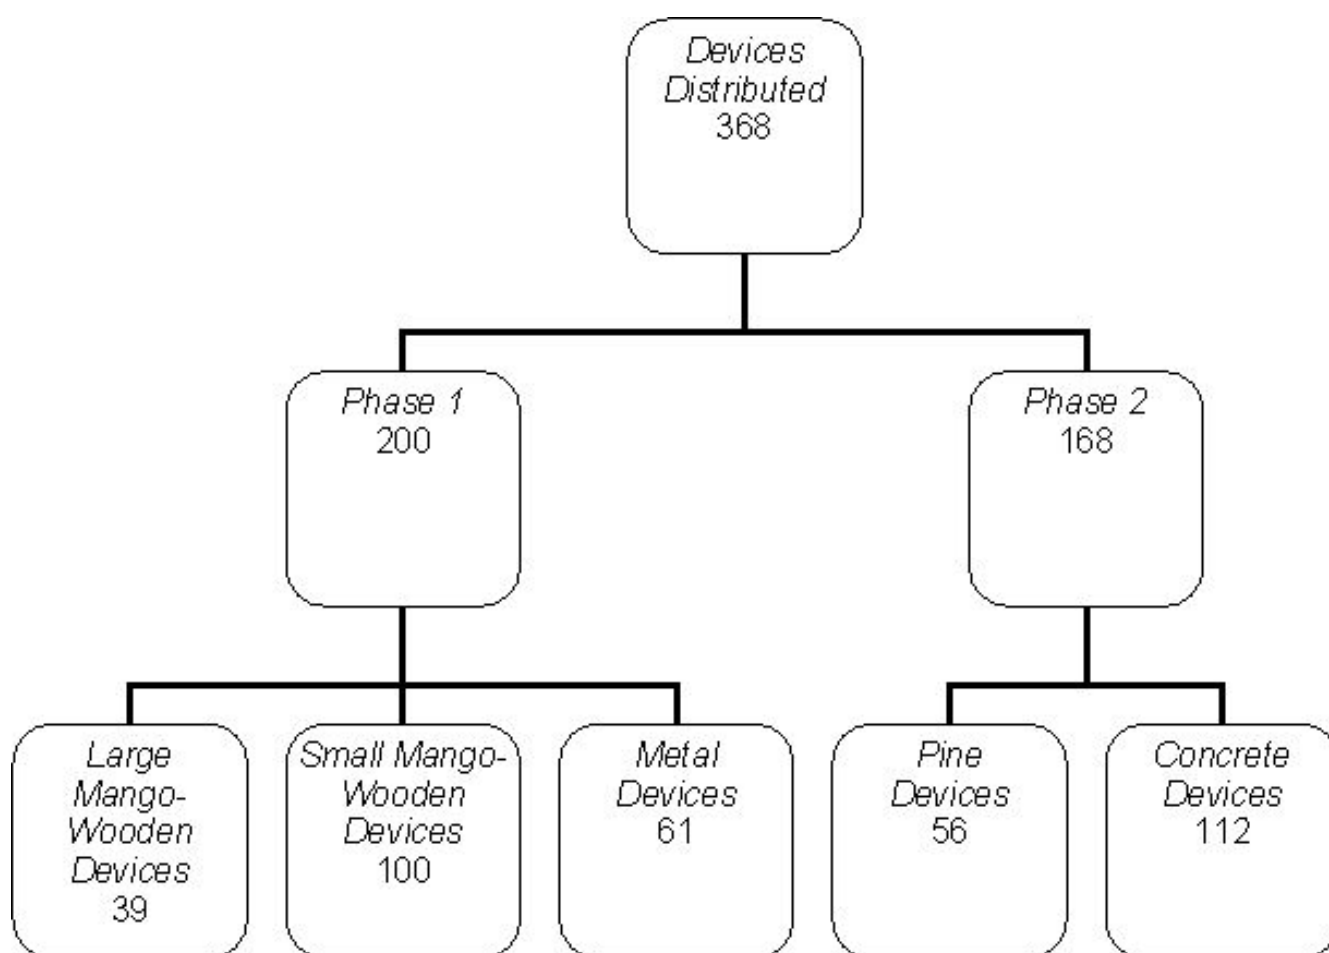 Devices
Distributed
368
Phase 1
200
Phase 2
168
Large
Mango-
Wooden
Devices
39
Small Mango-
Wooden
Devices
100
Metal
Devices
61
Pine
Devices
56
Concrete
Devices
112